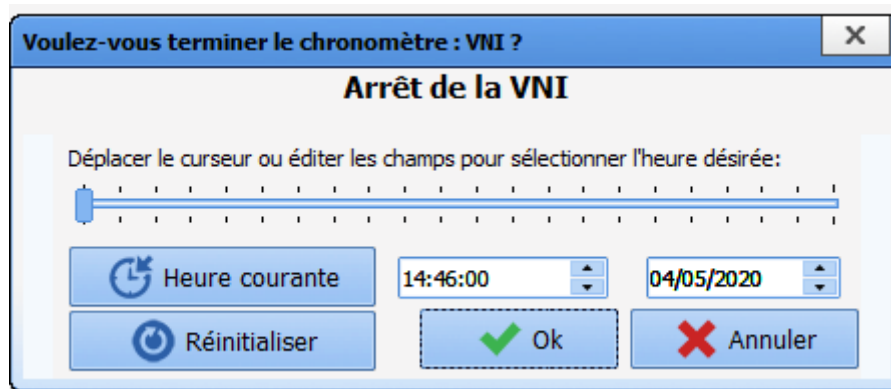 Voulez-vous terminer le chronomètre : VNI ?
Arrêt de la VNI
Déplacer le curseur ou éditer les champs pour sélectionner l'heure désirée:
Heure courante 14:46:00 04/05/2020
Réinitialiser Ok Annuler